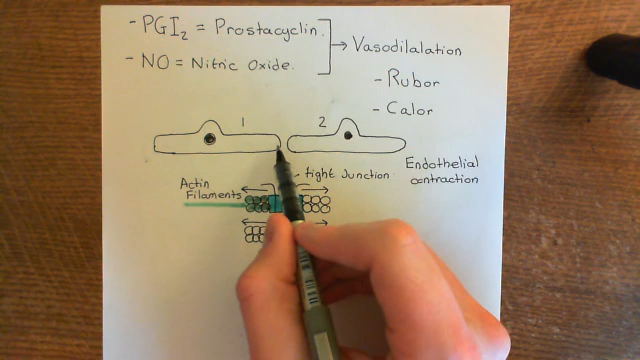 - PGI₂ = Prostacyclin.
- NO = Nitric Oxide.
→ Vasodilalation
- Rubor
- Calor
1
2
Endothelial contraction
tight Junction
Actin Filaments